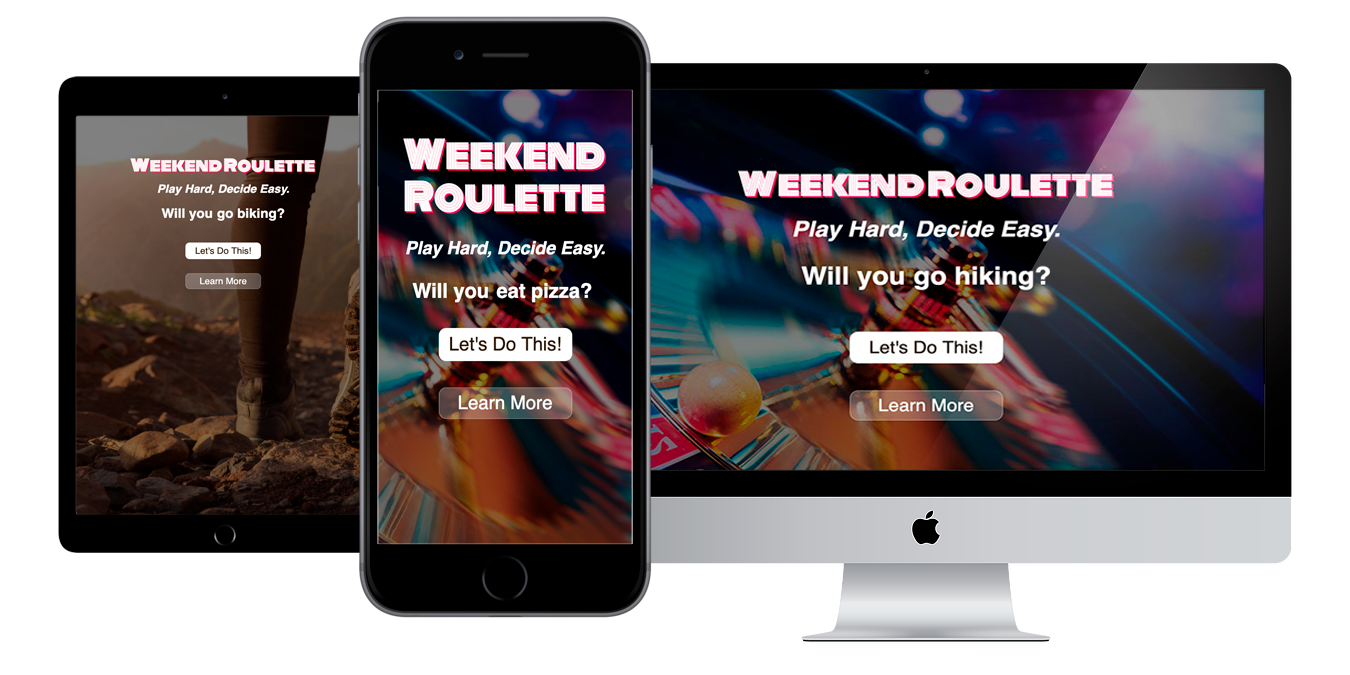 WEEKEND ROULETTE
Play Hard, Decide Easy.
Will you go biking?
Let's Do This!
Learn More
WEEKEND
ROULETTE
Play Hard, Decide Easy.
Will you eat pizza?
Let's Do This!
Learn More
WEEKEND ROULETTE
Play Hard, Decide Easy.
Will you go hiking?
Let's Do This!
Learn More